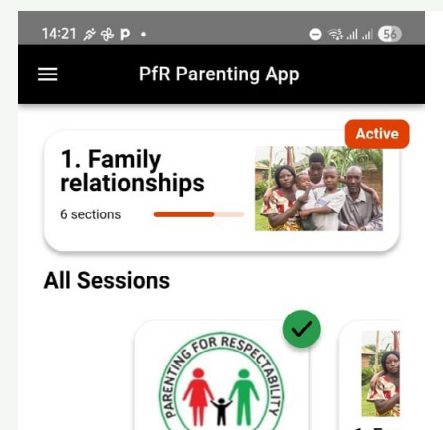 14:21
56
PfR Parenting App
Active
1. Family
relationships
6 sections
All Sessions
PARENTING FOR RESPECTABILITY